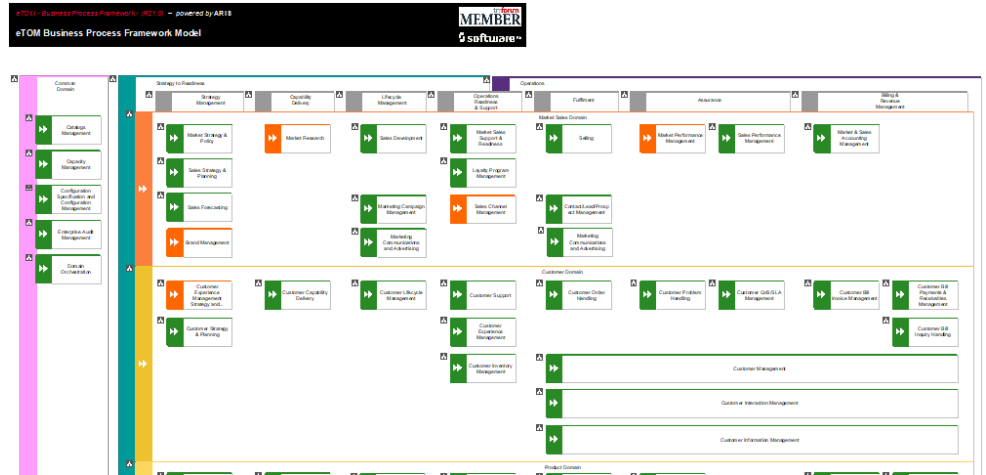 eTOM - Business Process Framework - (R21.0) – powered by ARIS
eTOM Business Process Framework Model
tmforum
MEMBER
software
Common
Domain
Strategy to Readiness
Operations
Strategy
Management
Capability
Delivery
Lifecycle
Management
Operations
Readiness
& Support
Fulfilment
Assurance
Billing &
Revenue
Management
Market Sales Domain
Catalogs
Management
Capacity
Management
Configuration
Specification and
Configuration
Management
Enterprise Audit
Management
Domain
Orchestration
Market Strategy &
Policy
Market Research
Sales Development
Market Sales
Support &
Readiness
Selling
Market Performance
Management
Sales Performance
Management
Market & Sales
Accounting
Management
Sales Strategy &
Planning
Loyalty Program
Management
Sales Forecasting
Marketing Campaign
Management
Sales Channel
Management
Contact/Lead/Prosp
ect Management
Brand Management
Marketing
Communications
and Advertising
Marketing
Communications
and Advertising
Customer Domain
Customer
Experience
Management
Strategy and...
Customer Capability
Delivery
Customer Lifecycle
Management
Customer Support
Customer Order
Handling
Customer Problem
Handling
Customer QoS/SLA
Management
Customer Bill
Invoice Management
Customer Bill
Payments &
Receivables
Management
Customer Strategy
& Planning
Customer
Experience
Management
Customer Bill
Inquiry Handling
Customer Inventory
Management
Customer Management
Customer Interaction Management
Customer Information Management
Product Domain